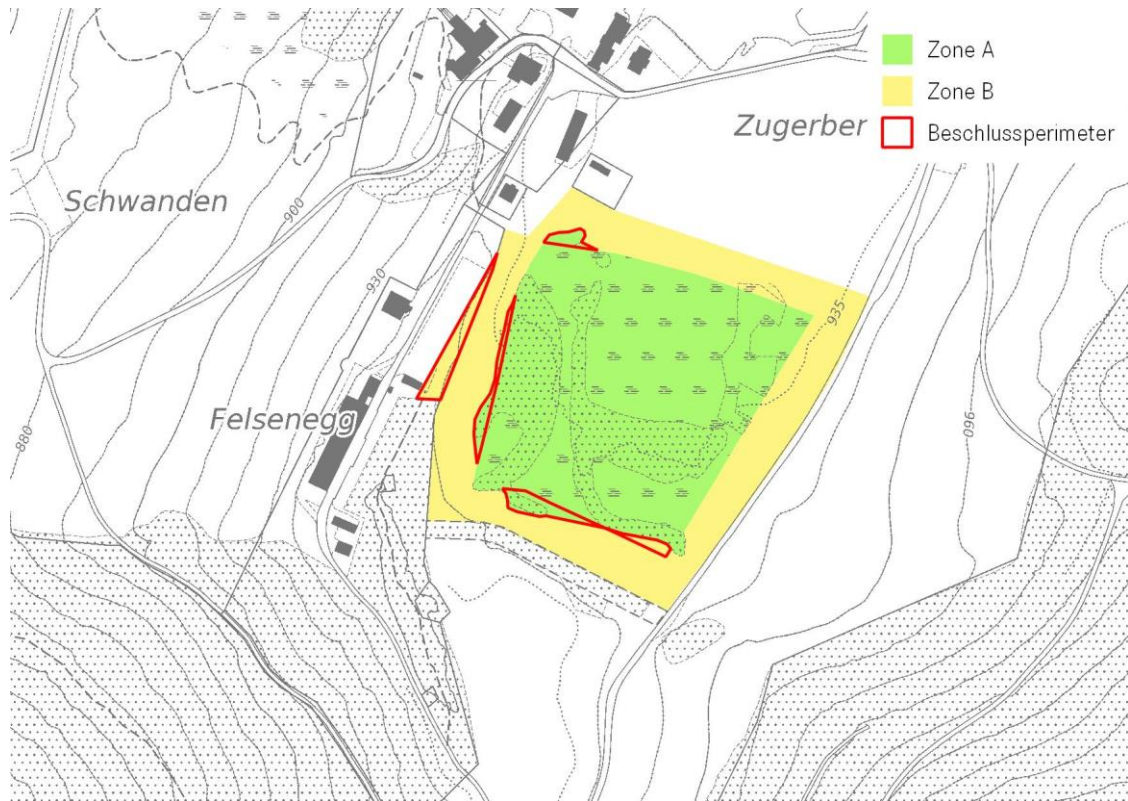 Zone A
Zone B
Beschlussperimeter
Zugerber
Schwanden
900
930
935
Felsenegg
880
960